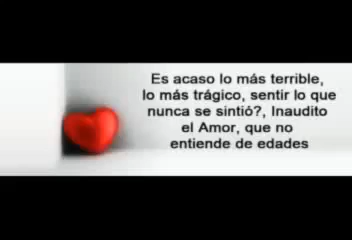 Es acaso lo más terrible,
lo más trágico, sentir lo que
nunca se sintió?, Inaudito
el Amor, que no
entiende de edades